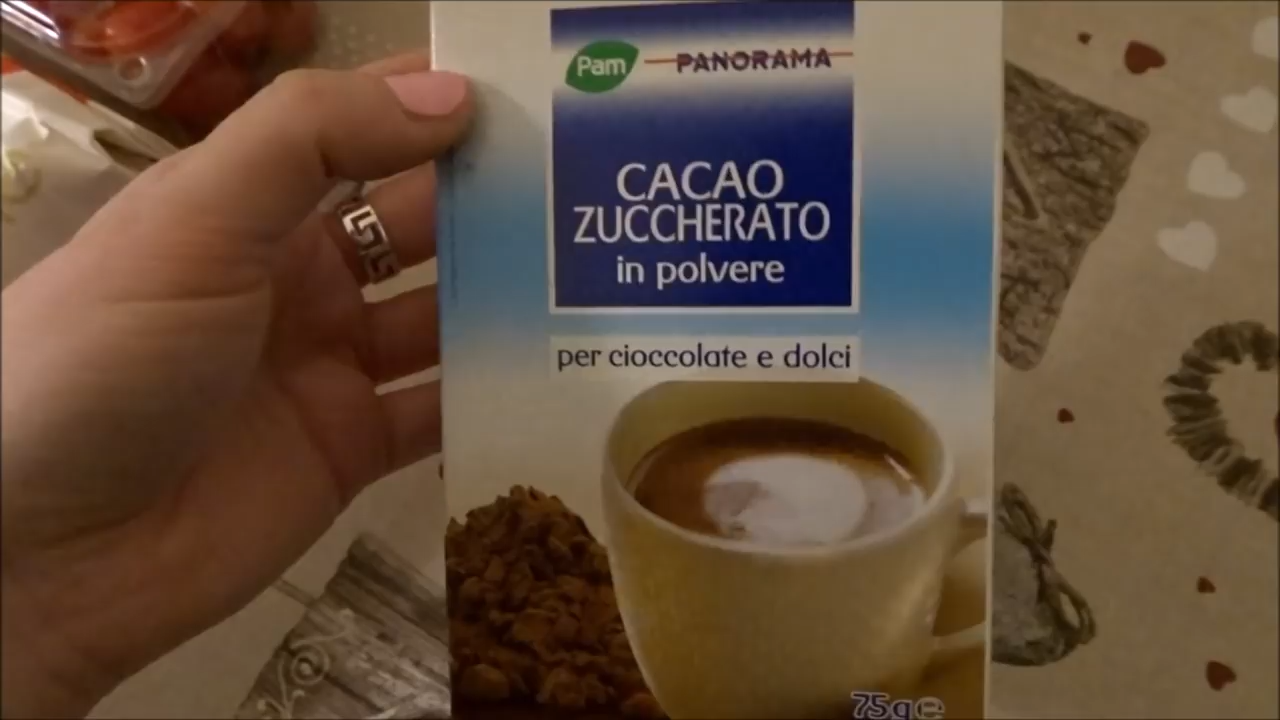 Pam PANORAMA
CACAO
ZUCCHERATO
in polvere
per cioccolate e dolci
75g e